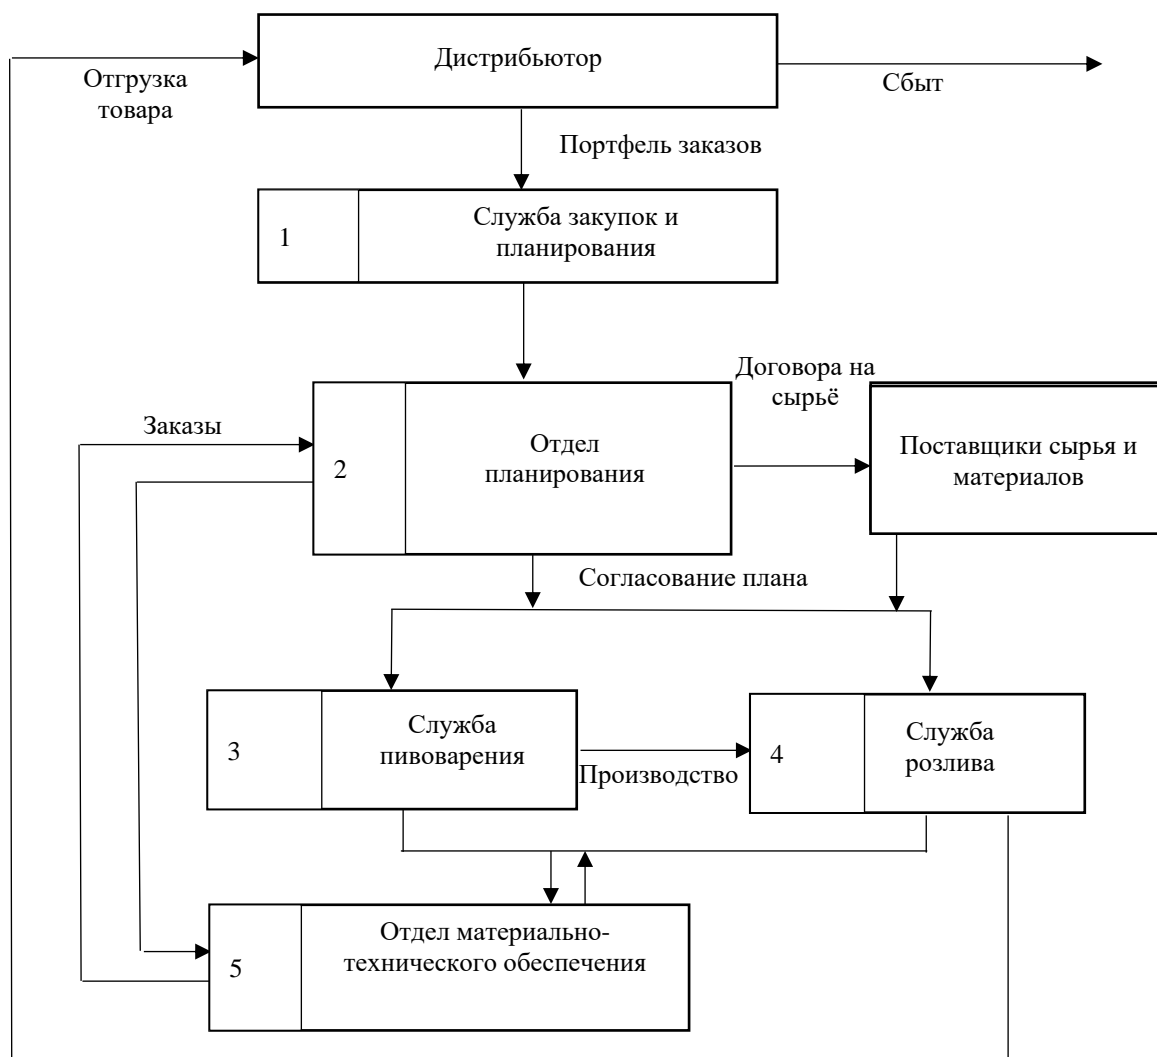 Дистрибьютор
Отгрузка
товара
Сбыт
Портфель заказов
1
Служба закупок и
планирования
Договора на
сырьё
Заказы
2
Отдел
планирования
Поставщики сырья и
материалов
Согласование плана
3
Служба
пивоварения
Производство
4
Служба
розлива
5
Отдел материально-
технического обеспечения